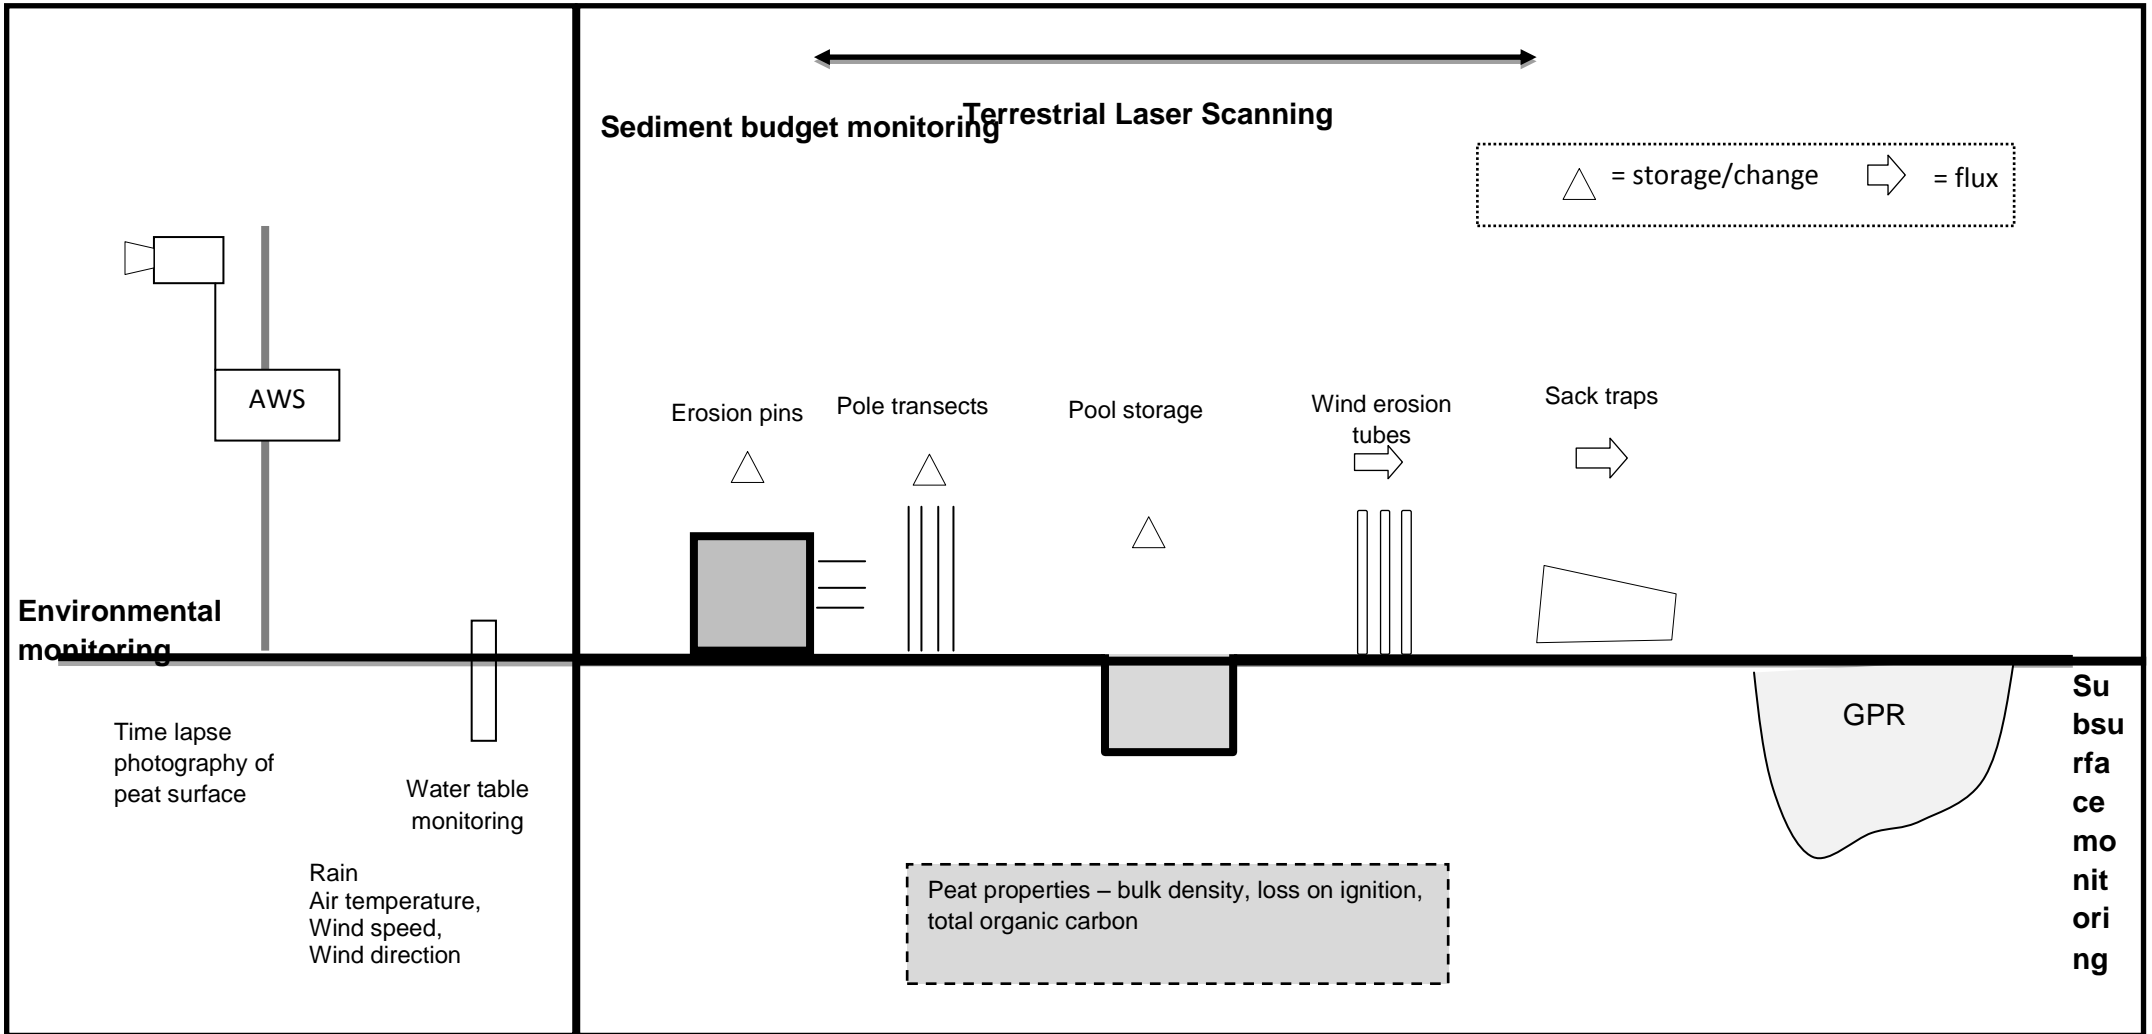 Terrestrial Laser Scanning
Sediment budget monitoring
= storage/change
= flux
AWS
Erosion pins
Pole transects
Pool storage
Wind erosion
tubes
Sack traps
Environmental
monitoring
Time lapse
photography of
peat surface
Water table
monitoring
Rain
Air temperature,
Wind speed,
Wind direction
Peat properties – bulk density, loss on ignition,
total organic carbon
GPR
Su
bsu
rfa
ce
mo
nit
ori
ng